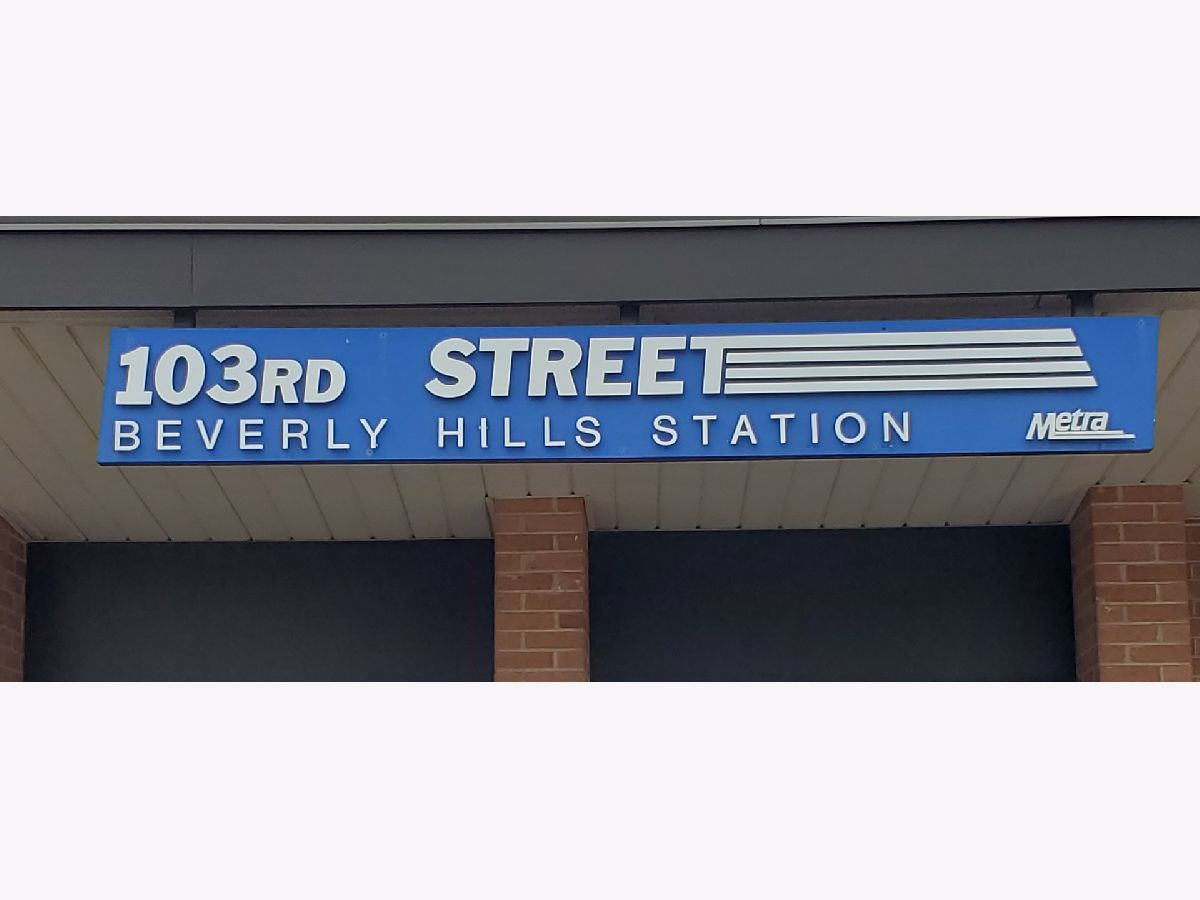 103RD STREET
BEVERLY HILLS STATION
Metra